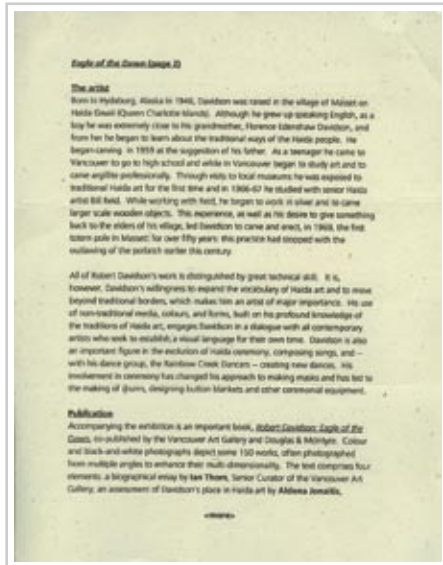 Eagle of the Dawn (page 2)
The artist
Born in Hydaburg, Alaska in 1946, Davidson was raised in the village of Masset on
Haida Gwaii (Queen Charlotte Islands). Although he grew up speaking English, as a
boy he was extremely close to his grandmother, Florence Edenshaw Davidson, and
from her he began to learn about the traditional ways of the Haida people. He
began carving in 1959 at the suggestion of his father. As a teenager he came to
Vancouver to go to high school and while in Vancouver began to study art and to
carve argillite professionally. Through visits to local museums he was exposed to
traditional Haida art for the first time and in 1966-67 he studied with senior Haida
artist Bill Reid. While working with Reid, he began to work in silver and to carve
larger scale wooden objects. This experience, as well as his desire to give something
back to the elders of his village, led Davidson to carve and erect, in 1969, the first
totem pole in Masset for over fifty years: this practice had stopped with the
outlawing of the potlatch earlier this century.
All of Robert Davidson's work is distinguished by great technical skill. It is,
however, Davidson's willingness to expand the vocabulary of Haida art and to move
beyond traditional borders, which makes him an artist of major importance. His use
of non-traditional media, colours, and forms, built on his profound knowledge of
the traditions of Haida art, engages Davidson in a dialogue with all contemporary
artists who seek to establish a visual language for their own time. Davidson is also
an important figure in the evolution of Haida ceremony, composing songs, and --
with his dance group, the Rainbow Creek Dancers -- creating new dances. His
involvement in ceremony has changed his approach to making masks and has led to
the making of drums, designing button blankets and other ceremonial equipment.
Publication
Accompanying the exhibition is an important book, Robert Davidson: Eagle of the
Dawn, co-published by the Vancouver Art Gallery and Douglas & McIntyre. Colour
and black-and-white photographs depict some 150 works, often photographed
from multiple angles to enhance their multi-dimensionality. The text comprises four
elements: a biographical essay by Ian Thom, Senior Curator of the Vancouver Art
Gallery, an assessment of Davidson's place in Haida art by Aldona Jonaitis,
<more>